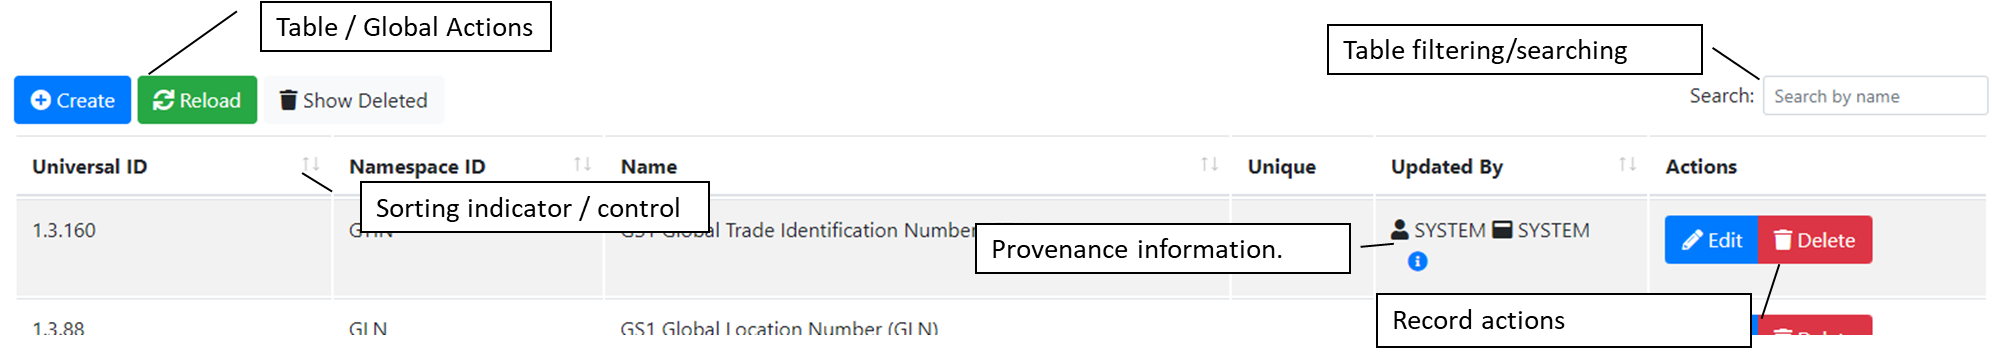 Table / Global Actions
Table filtering/searching
Create Reload Show Deleted
Search: Search by name
Universal ID Namespace ID Name Unique Updated By Actions
Sorting indicator / control
1.3.160 Global Trade Identification Number SYSTEM SYSTEM Edit Delete
Provenance information.
Record actions
1.3.88 GLN GS1 Global Location Number (GLN)